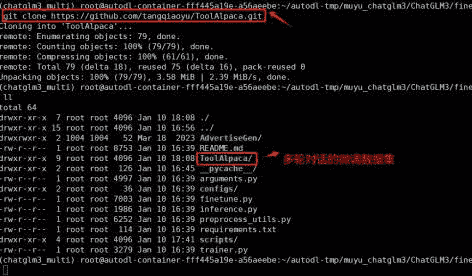 git clone https://github.com/tangqiaoyu/ToolAlpaca.git
Cloning into 'ToolAlpaca'...
remote: Enumerating objects: 79, done.
remote: Counting objects: 100% (79/79), done.
remote: Compressing objects: 100% (61/61), done.
remote: Total 79 (delta 18), reused 75 (delta 16), pack-reused 0
Unpacking objects: 100% (79/79), 3.58 MiB | 2.39 MiB/s, done.
(chatglm3_multi) root@autodl-container-fff445a19e-a56aeebe:~/autodl-tmp/muyu_chatglm3/ChatGLM3/fine
ll
total 64
drwxr-xr-x 7 root root 4096 Jan 10 18:08 ./
drwxr-xr-x 15 root root 4096 Jan 10 16:56 ../
drwxr-xr-x 2 1004 1004 52 Mar 18 2023 AdvertiseGen/
-rw-r--r-- 1 root root 8753 Jan 10 16:39 README.md
drwxr-xr-x 9 root root 4096 Jan 10 18:08 ToolAlpaca/
多轮对话的微调数据集
drwxr-xr-x 2 root root 126 Jan 10 16:45 __pycache__/
-rw-r--r-- 1 root root 4997 Jan 10 16:39 arguments.py
drwxr-xr-x 2 root root 36 Jan 10 16:39 configs/
-rw-r--r-- 1 root root 7003 Jan 10 16:39 finetune.py
-rw-r--r-- 1 root root 1986 Jan 10 16:39 inference.py
-rw-r--r-- 1 root root 6252 Jan 10 16:39 preprocess_utils.py
-rw-r--r-- 1 root root 114 Jan 10 16:39 requirements.txt
drwxr-xr-x 4 root root 4096 Jan 10 17:41 scripts/
-rw-r--r-- 1 root root 3279 Jan 10 16:39 trainer.py
(chatglm3_multi) root@autodl-container-fff445a19e-a56aeebe:~/autodl-tmp/muyu_chatglm3/ChatGLM3/fine